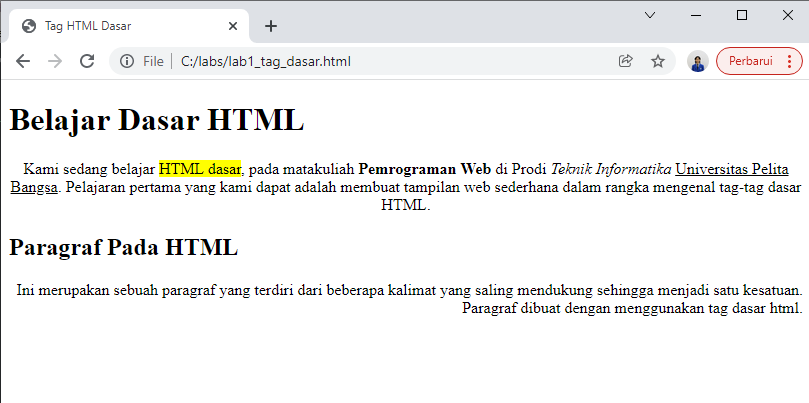 Tag HTML Dasar
File C:/labs/lab1_tag_dasar.html Perbarui
Belajar Dasar HTML
Kami sedang belajar HTML dasar, pada matakuliah Pemrograman Web di Prodi Teknik Informatika Universitas Pelita
Bangsa. Pelajaran pertama yang kami dapat adalah membuat tampilan web sederhana dalam rangka mengenal tag-tag dasar
HTML.
Paragraf Pada HTML
Ini merupakan sebuah paragraf yang terdiri dari beberapa kalimat yang saling mendukung sehingga menjadi satu kesatuan.
Paragraf dibuat dengan menggunakan tag dasar html.